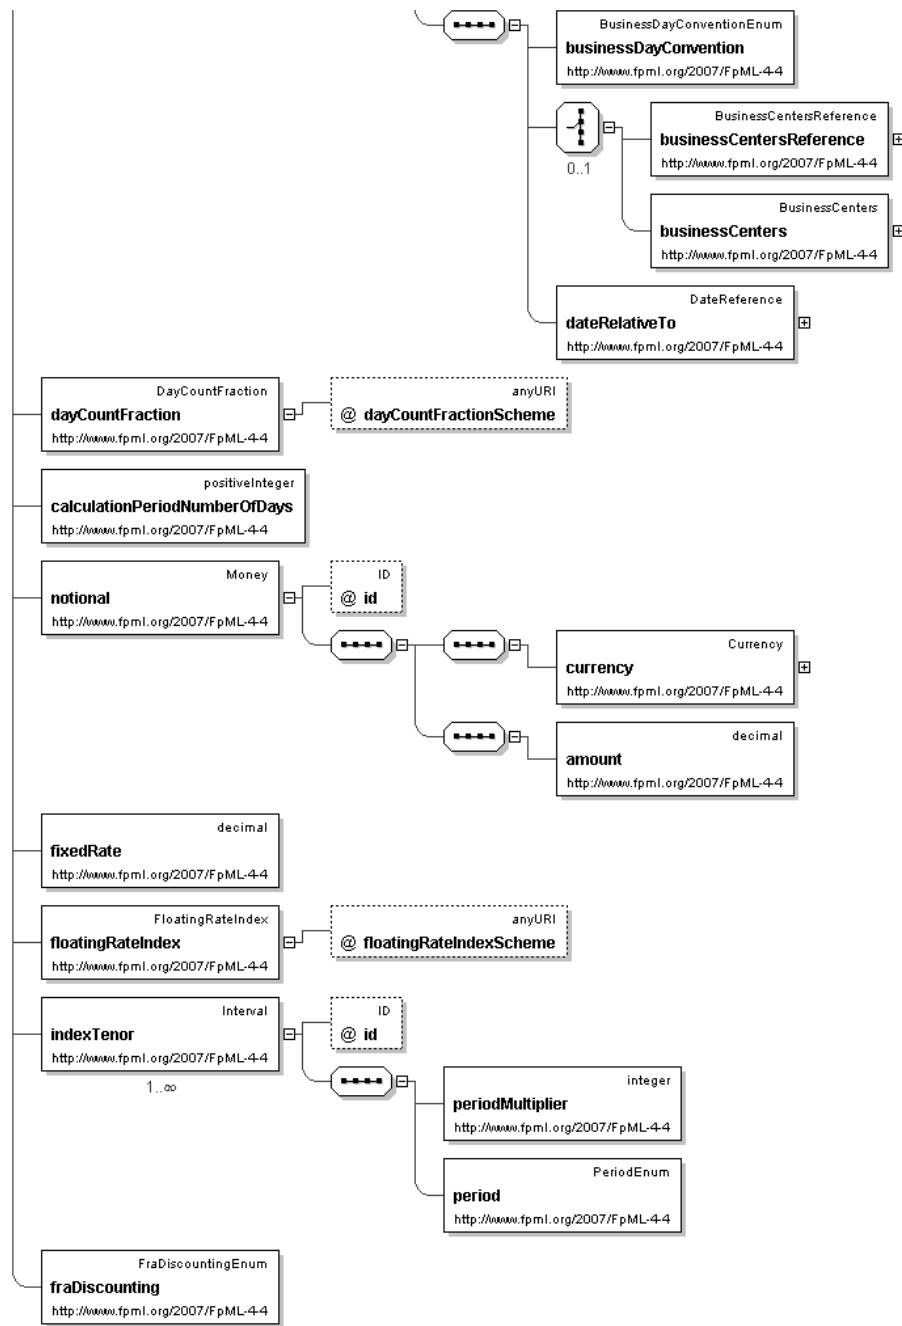 BusinessDayConventionEnum
businessDayConvention
http://www.fpml.org/2007/FpML-4-4
BusinessCentersReference
businessCentersReference
http://www.fpml.org/2007/FpML-4-4
0..1
BusinessCenters
businessCenters
http://www.fpml.org/2007/FpML-4-4
DateReference
dateRelativeTo
http://www.fpml.org/2007/FpML-4-4
DayCountFraction
dayCountFraction
http://www.fpml.org/2007/FpML-4-4
anyURI
@ dayCountFractionScheme
positiveInteger
calculationPeriodNumberOfDays
http://www.fpml.org/2007/FpML-4-4
Money
notional
http://www.fpml.org/2007/FpML-4-4
ID
@ id
Currency
currency
http://www.fpml.org/2007/FpML-4-4
decimal
amount
http://www.fpml.org/2007/FpML-4-4
decimal
fixedRate
http://www.fpml.org/2007/FpML-4-4
FloatingRateIndex
floatingRateIndex
http://www.fpml.org/2007/FpML-4-4
anyURI
@ floatingRateIndexScheme
Interval
indexTenor
http://www.fpml.org/2007/FpML-4-4
1..∞
ID
@ id
integer
periodMultiplier
http://www.fpml.org/2007/FpML-4-4
PeriodEnum
period
http://www.fpml.org/2007/FpML-4-4
FraDiscountingEnum
fraDiscounting
http://www.fpml.org/2007/FpML-4-4